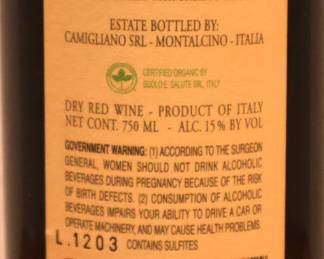 ESTATE BOTTLED BY:
CAMIGLIANO SRL - MONTALCINO - ITALIA
CERTIFIED ORGANIC BY
SUOLO E SALUTE SRL, ITALY
DRY RED WINE - PRODUCT OF ITALY
NET CONT. 750 ML - ALC. 15% BY VOL
GOVERNMENT WARNING: (1) ACCORDING TO THE SURGEON
GENERAL, WOMEN SHOULD NOT DRINK ALCOHOLIC
BEVERAGES DURING PREGNANCY BECAUSE OF THE RISK
OF BIRTH DEFECTS. (2) CONSUMPTION OF ALCOHOLIC
BEVERAGES IMPAIRS YOUR ABILITY TO DRIVE A CAR OR
OPERATE MACHINERY, AND MAY CAUSE HEALTH PROBLEMS.
L.1203 CONTAINS SULFITES